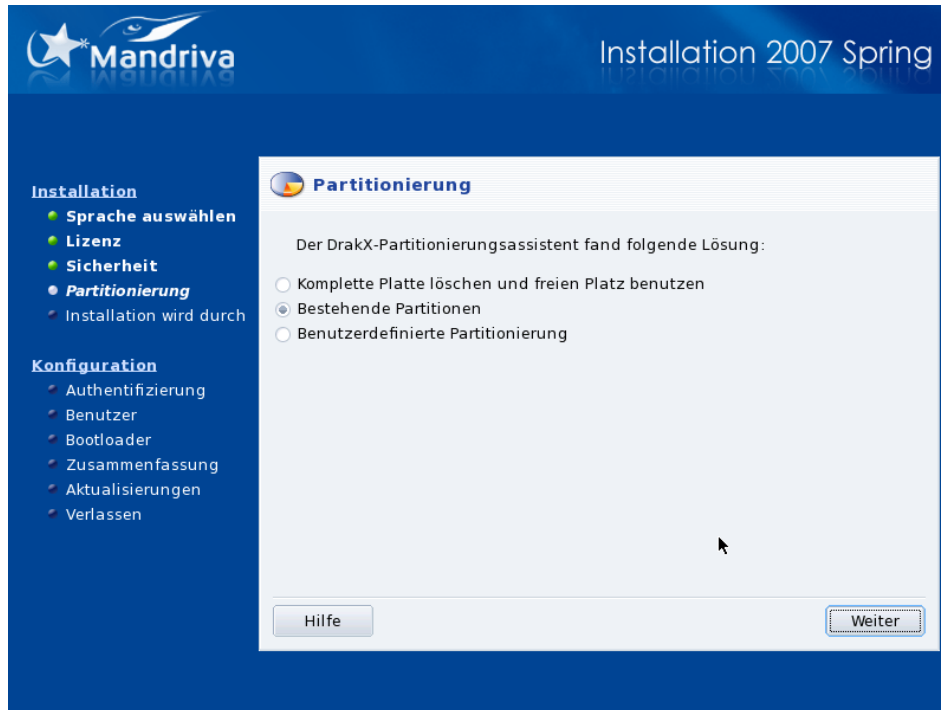 Mandriva
Installation 2007 Spring
Installation
Sprache auswählen
Lizenz
Sicherheit
Partitionierung
Installation wird durch
Konfiguration
Authentifizierung
Benutzer
Bootloader
Zusammenfassung
Aktualisierungen
Verlassen
Partitionierung
Der DrakX-Partitionierungsassistent fand folgende Lösung:
Komplette Platte löschen und freien Platz benutzen
Bestehende Partitionen
Benutzerdefinierte Partitionierung
Hilfe
Weiter